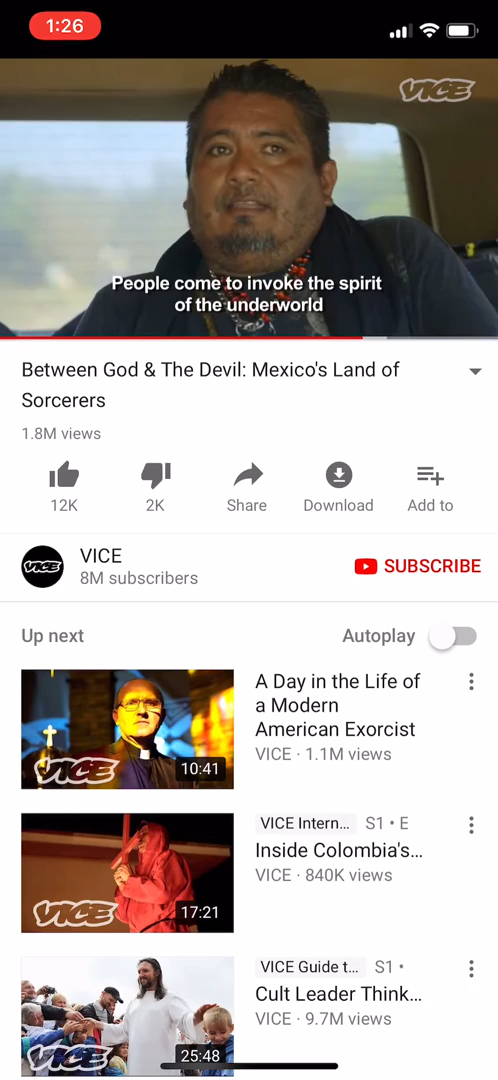 1:26
VICE
People come to invoke the spirit
of the underworld
Between God & The Devil: Mexico's Land of
Sorcerers
1.8M views
12K
2K
Share
Download
Add to
VICE
VICE
8M subscribers
SUBSCRIBE
Up next
Autoplay
A Day in the Life of
a Modern
American Exorcist
VICE · 1.1M views
VICE
10:41
VICE Intern... S1 • E
Inside Colombia's...
VICE · 840K views
VICE
17:21
VICE Guide t... S1 •
Cult Leader Think...
VICE · 9.7M views
VICE
25:48